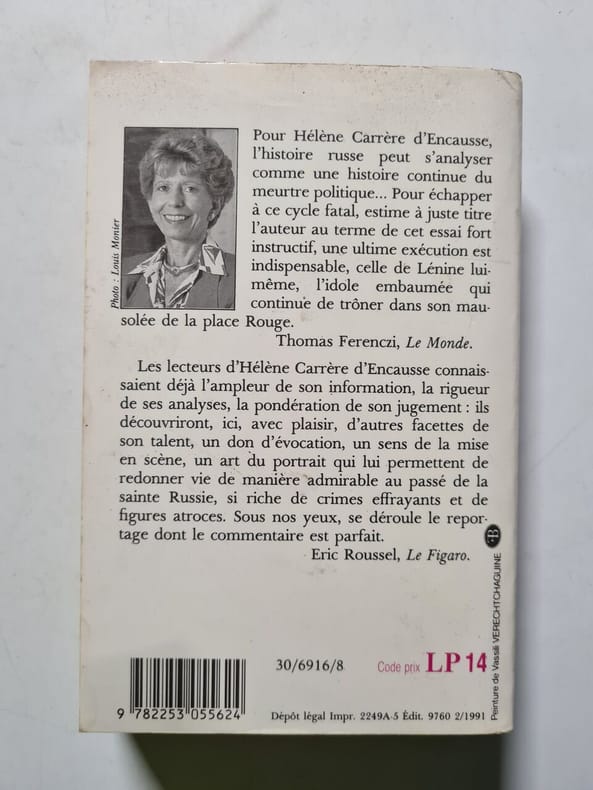 Pour Hélène Carrère d'Encausse,
l'histoire russe peut s'analyser
comme une histoire continue du
meurtre politique... Pour échapper
à ce cycle fatal, estime à juste titre
l'auteur au terme de cet essai fort
instructif, une ultime exécution est
indispensable, celle de Lénine lui-
même, l'idole embaumée qui
continue de trôner dans son mau-
solée de la place Rouge.
Thomas Ferenczi, Le Monde.
Photo : Louis Monier
Les lecteurs d'Hélène Carrère d'Encausse connais-
saient déjà l'ampleur de son information, la rigueur
de ses analyses, la pondération de son jugement : ils
découvriront, ici, avec plaisir, d'autres facettes de
son talent, un don d'évocation, un sens de la mise
en scène, un art du portrait qui lui permettent de
redonner vie de manière admirable au passé de la
sainte Russie, si riche de crimes effrayants et de
figures atroces. Sous nos yeux, se déroule le repor-
tage dont le commentaire est parfait.
Eric Roussel, Le Figaro.
Peinture de Vassili VERECHTCHAGUINE
30/6916/8
Code prix LP 14
9 782253 055624
Dépôt légal Impr. 2249A-5 Édit. 9760 2/1991